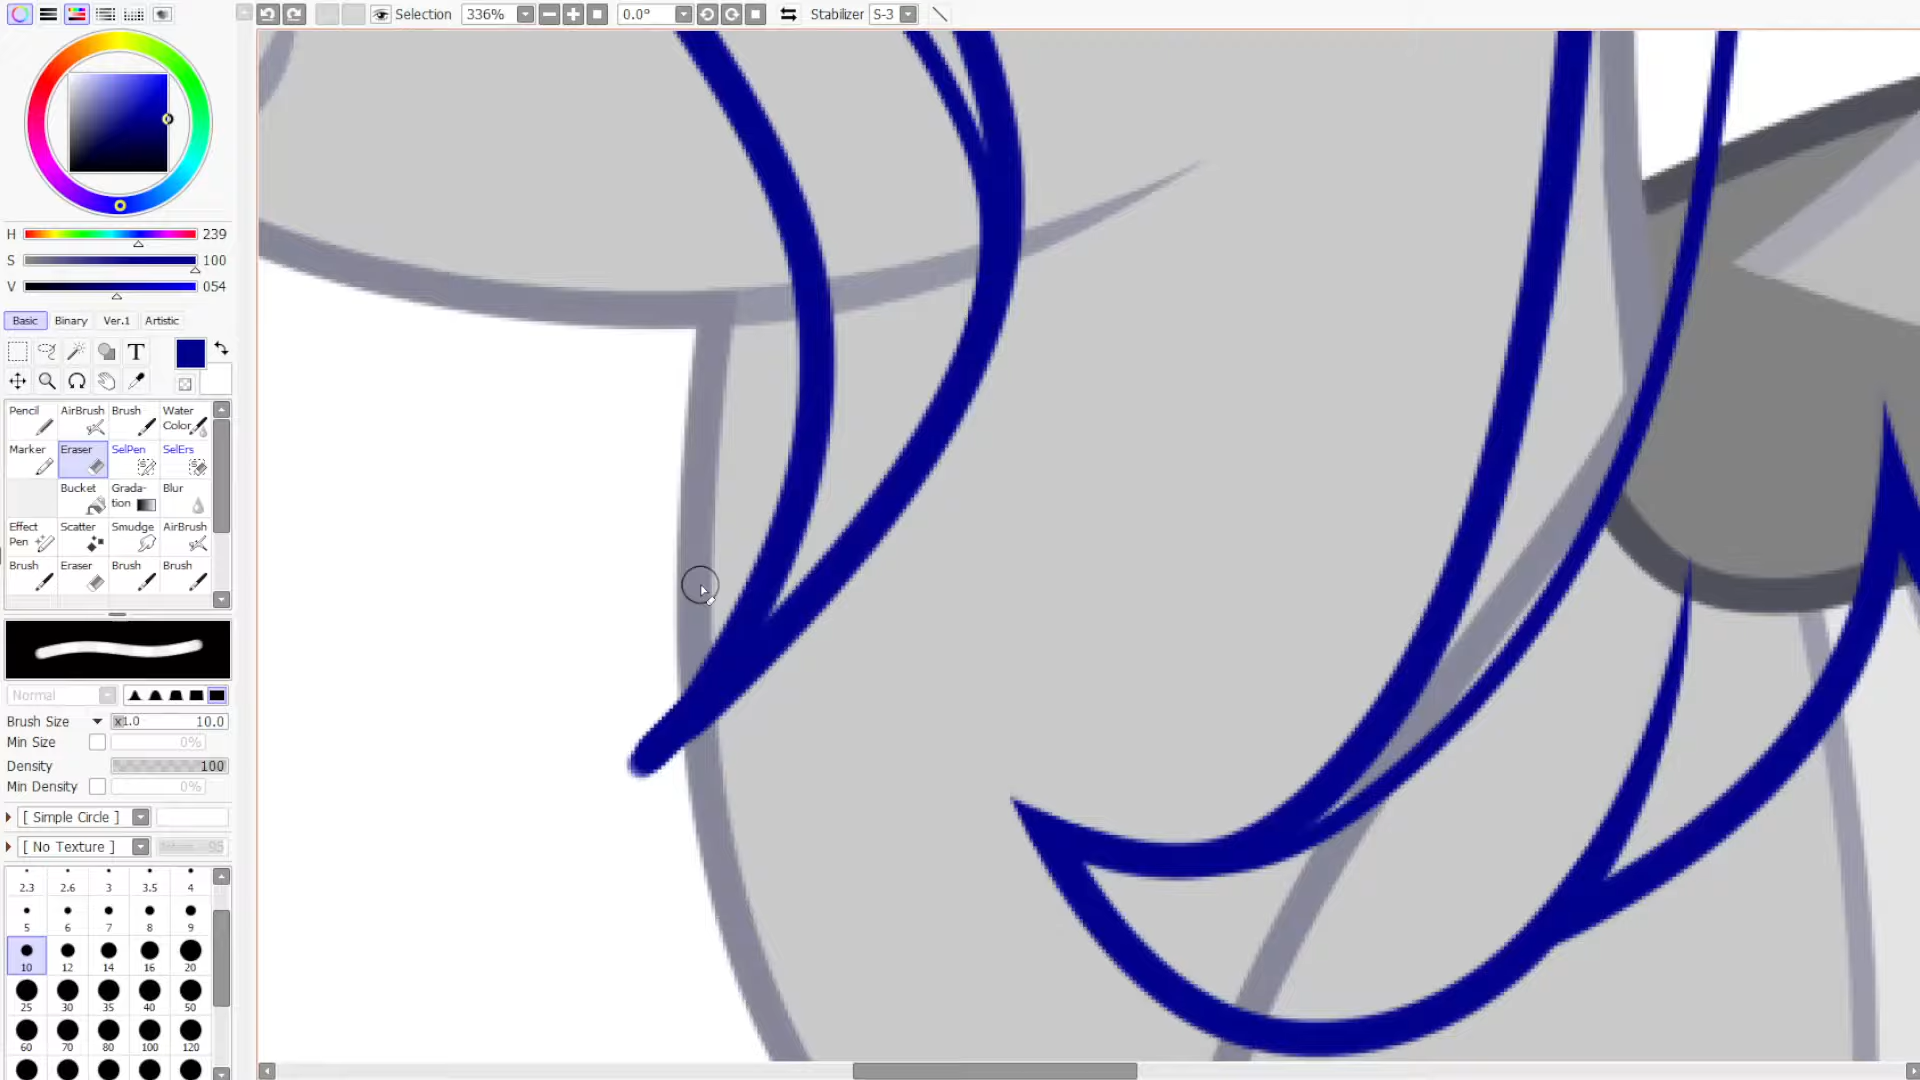 Selection 336% 0.0° Stabilizer S-3
H 239
S 100
V 054
Basic Binary Ver.1 Artistic
T
Pencil AirBrush Brush Water Color
Marker Eraser SelPen SelErs
Bucket Grada-tion Blur
Effect Pen Scatter Smudge AirBrush
Brush Eraser Brush Brush
Normal
Brush Size x1.0 10.0
Min Size 0%
Density 100
Min Density 0%
[ Simple Circle ]
[ No Texture ] 95
2.3 2.6 3 3.5 4
5 6 7 8 9
10 12 14 16 20
25 30 35 40 50
60 70 80 100 120